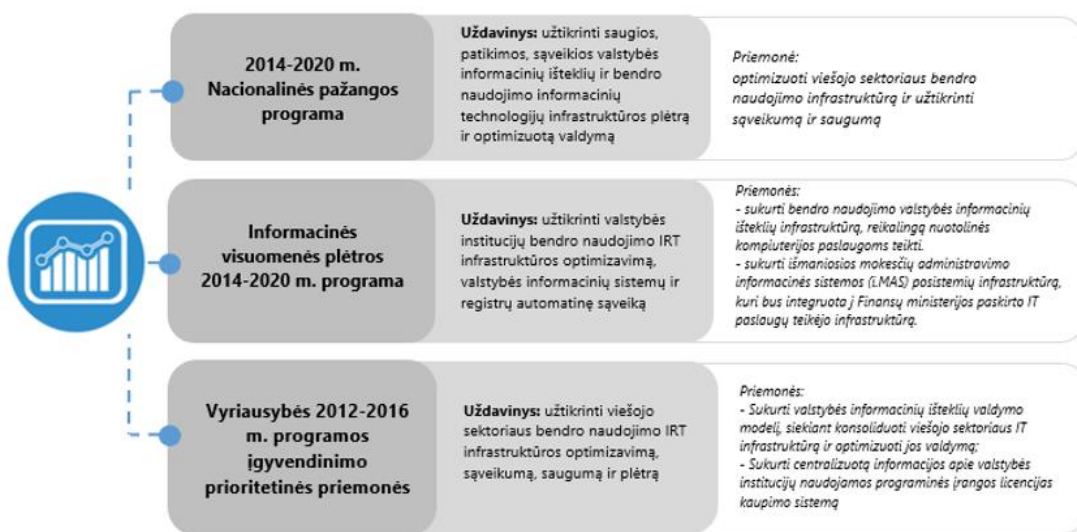 2014-2020 m.
Nacionalinės pažangos
programa
Uždavinys: užtikrinti saugios,
patikimos, sąveikios valstybės
informacinių išteklių ir bendro
naudojimo informacinių
technologijų infrastruktūros plėtrą
ir optimizuotą valdymą
Priemonė:
optimizuoti viešojo sektoriaus bendro
naudojimo infrastruktūrą ir užtikrinti
sąveikumą ir saugumą
Informacinės
visuomenės plėtros
2014-2020 m. programa
Uždavinys: užtikrinti valstybės
institucijų bendro naudojimo IRT
infrastruktūros optimizavimą,
valstybės informacinių sistemų ir
registrų automatinę sąveiką
Priemonės:
- sukurti bendro naudojimo valstybės informacinių
išteklių infrastruktūrą, reikalingą nuotolinės
kompiuterijos paslaugoms teikti.
- sukurti išmaniosios mokesčių administravimo
informacinės sistemos (i.MAS) posistemių infrastruktūrą,
kuri bus integruota į Finansų ministerijos paskirto IT
paslaugų teikėjo infrastruktūrą.
Vyriausybės 2012-2016
m. programos
įgyvendinimo
prioritetinės priemonės
Uždavinys: užtikrinti viešojo
sektoriaus bendro naudojimo IRT
infrastruktūros optimizavimą,
sąveikumą, saugumą ir plėtrą
Priemonės:
- Sukurti valstybės informacinių išteklių valdymo
modelį, siekiant konsoliduoti viešojo sektoriaus IT
infrastruktūrą ir optimizuoti jos valdymą;
- Sukurti centralizuotą informacijos apie valstybės
institucijų naudojamos programinės įrangos licencijas
kaupimo sistemą